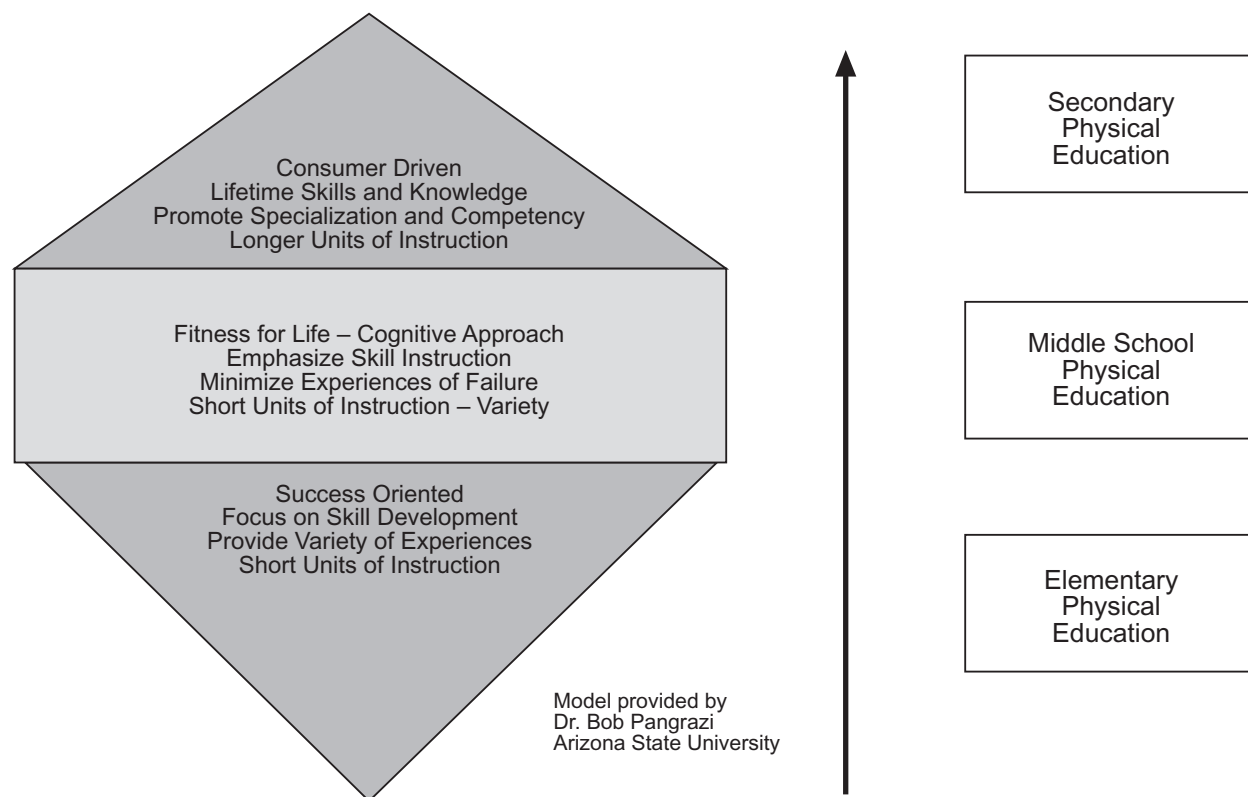 Consumer Driven
Lifetime Skills and Knowledge
Promote Specialization and Competency
Longer Units of Instruction
Fitness for Life – Cognitive Approach
Emphasize Skill Instruction
Minimize Experiences of Failure
Short Units of Instruction – Variety
Success Oriented
Focus on Skill Development
Provide Variety of Experiences
Short Units of Instruction
Model provided by
Dr. Bob Pangrazi
Arizona State University
Secondary
Physical
Education
Middle School
Physical
Education
Elementary
Physical
Education